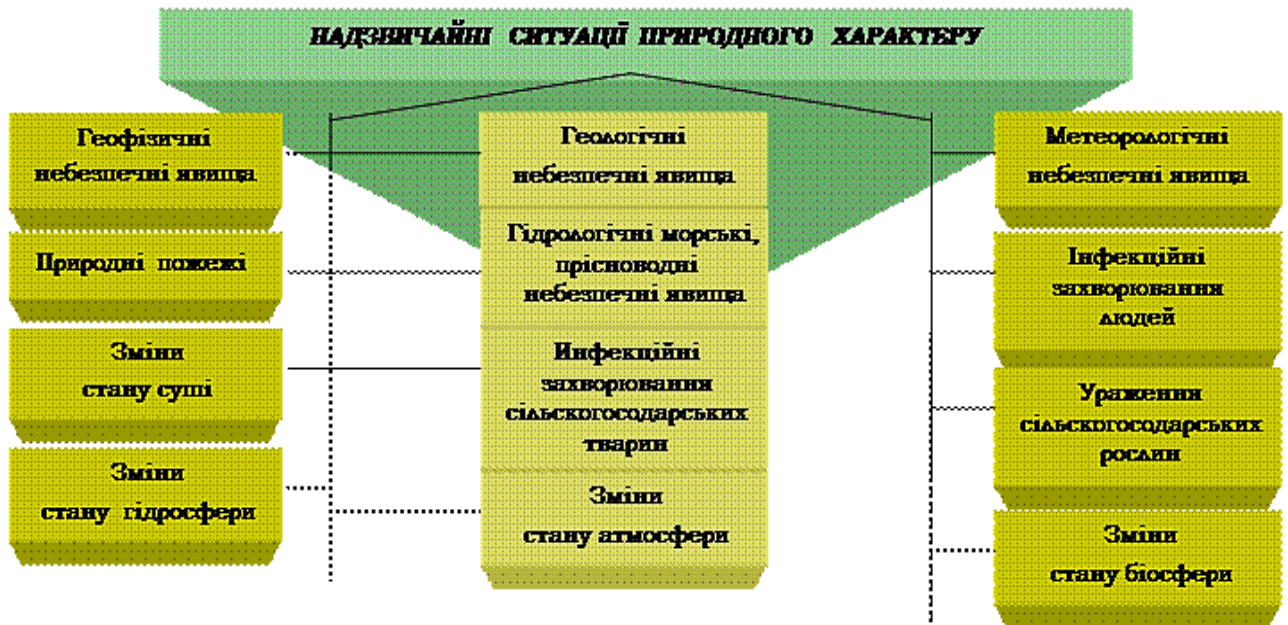 НАДЗВИЧАЙНІ СИТУАЦІЇ ПРИРОДНОГО ХАРАКТЕРУ
Геофізичні
небезпечні явища
Природні пожежі
Зміни
стану суші
Зміни
стану гідросфери
Геологічні
небезпечні явища
Гідрологічні морські,
прісноводні
небезпечні явища
Инфекційні
захворювання
сільскогосодарських
тварин
Зміни
стану атмосфери
Метеорологічні
небезпечні явища
Інфекційні
захворювання
людей
Ураження
сільскогосодарських
рослин
Зміни
стану біосфери